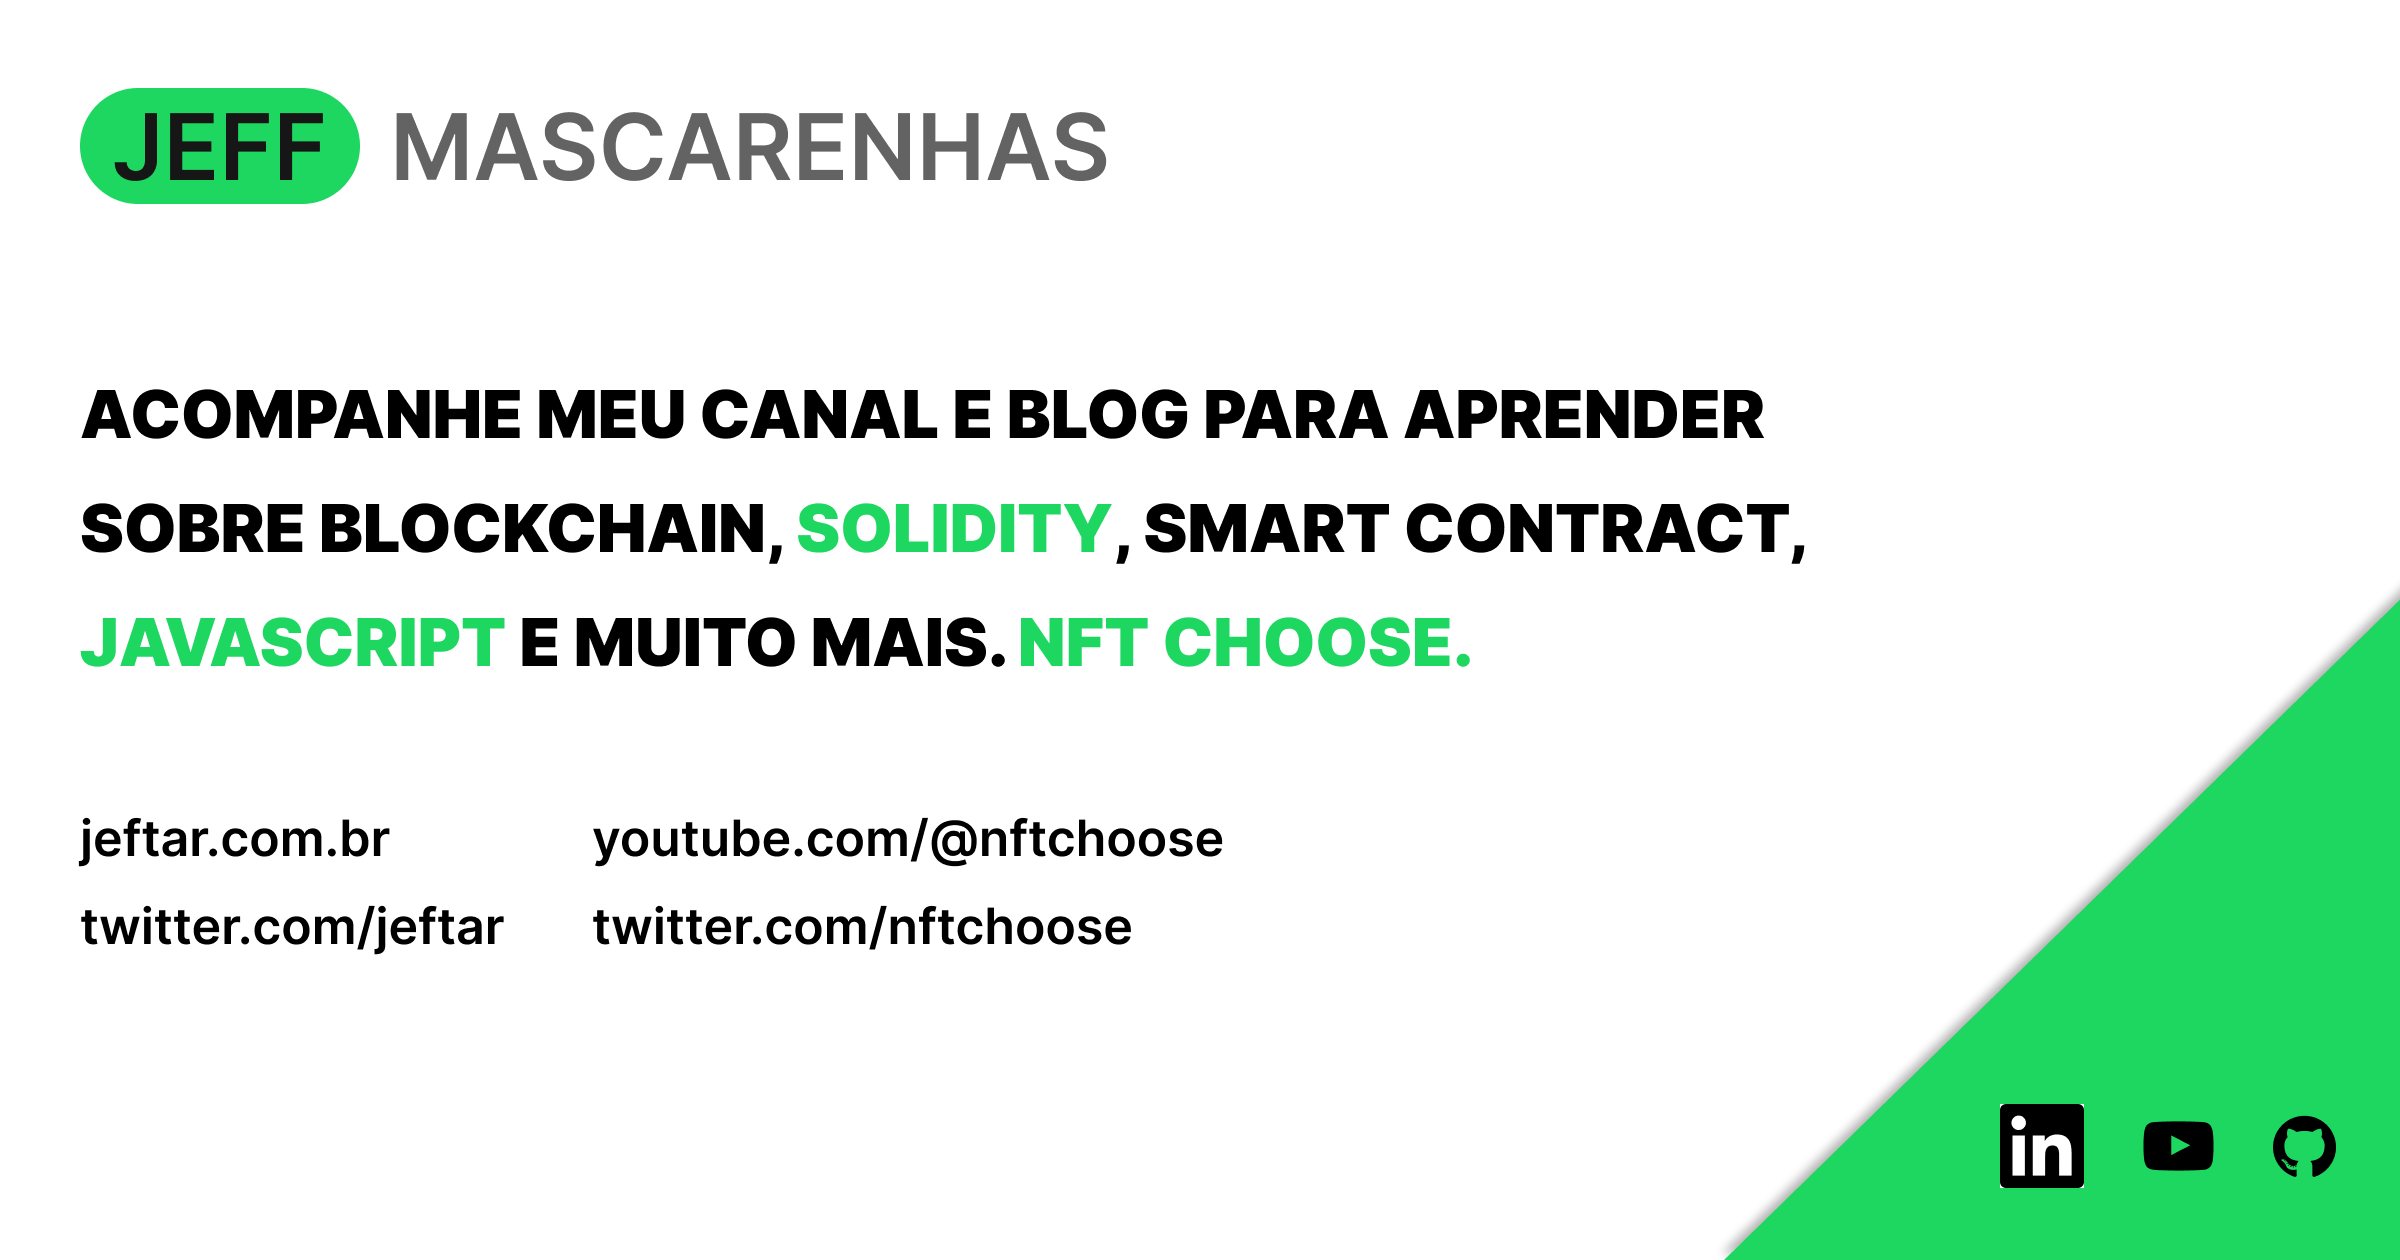 JEFF MASCARENHAS
ACOMPANHE MEU CANAL E BLOG PARA APRENDER
SOBRE BLOCKCHAIN, SOLIDITY, SMART CONTRACT,
JAVASCRIPT E MUITO MAIS. NFT CHOOSE.
jeftar.com.br youtube.com/@nftchoose
twitter.com/jeftar twitter.com/nftchoose
in